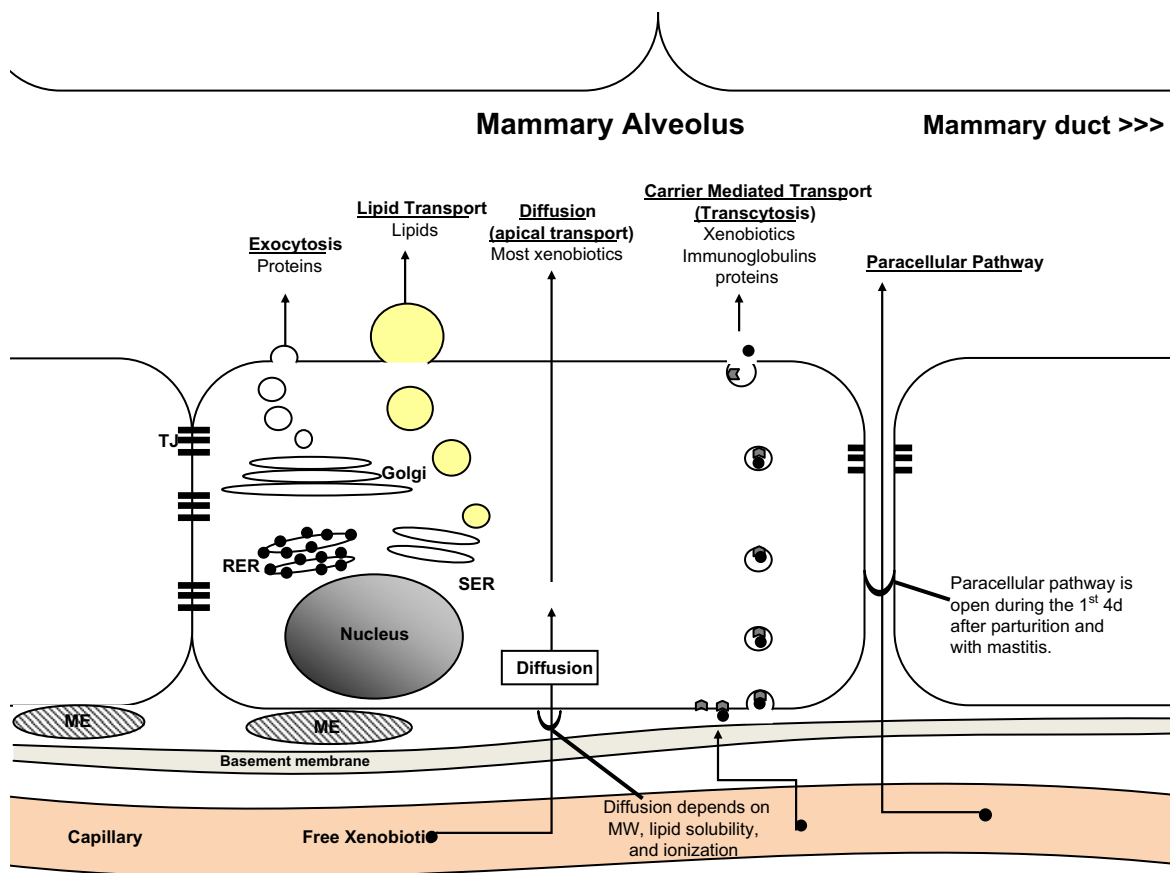 Mammary Alveolus
Mammary duct >>>
Exocytosis
Proteins
Lipid Transport
Lipids
Diffusion
(apical transport)
Most xenobiotics
Carrier Mediated Transport
(Transcytosis)
Xenobiotics
Immunoglobulins
proteins
Paracellular Pathway
TJ
Golgi
RER
SER
Nucleus
Diffusion
Paracellular pathway is
open during the 1st 4d
after parturition and
with mastitis.
ME
ME
Basement membrane
Capillary
Free Xenobiotic
Diffusion depends on
MW, lipid solubility,
and ionization